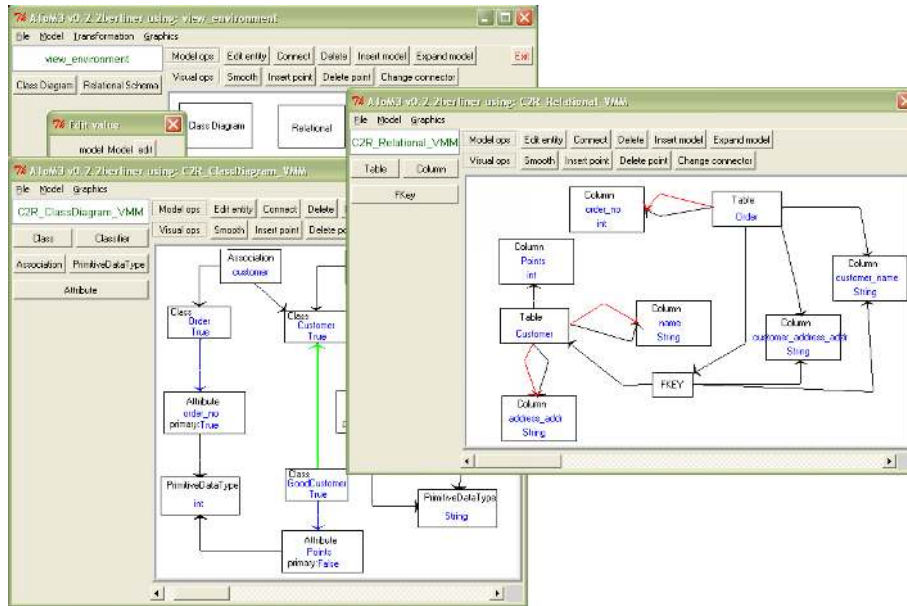 AToM3 v0.2.2berliner using: view_environment
File Model Transformation Graphics
view_environment
Model ops Edit entity Connect Delete Insert model Expand model Exit
Class Diagram Relational Schema
Visual ops Smooth Insert point Delete point Change connector
Class Diagram
Relational
Edit value
model Model edit
AToM3 v0.2.2berliner using: C2R_ClassDiagram_VMM
File Model Graphics
C2R_ClassDiagram_VMM
Model ops Edit entity Connect Delete
Class Classifier
Visual ops Smooth Insert point
Association PrimitiveDataType
Attribute
Association
customer
Class
Order
True
Class
Customer
True
Attribute
order_no
primary:True
Class
GoodCustomer
True
PrimitiveDataType
int
PrimitiveDataType
String
Attribute
Points
primary:False
AToM3 v0.2.2berliner using: C2R_Relational_VMM
File Model Graphics
C2R_Relational_VMM
Model ops Edit entity Connect Delete Insert model Expand model
Table Column
Visual ops Smooth Insert point Delete point Change connector
FKey
Column
order_no
int
Table
Order
Column
Points
int
Column
customer_name
String
Table
Customer
Column
name
String
Column
customer_address_addr
String
FKEY
Column
address_addr
String